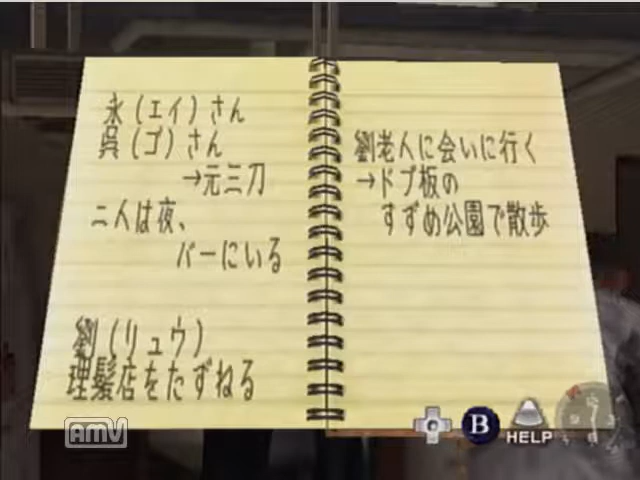 永(エイ)さん
呉(ゴ)さん
→元三刀
二人は夜、
バーにいる
劉(リュウ)
理髪店をたずねる
劉老人に会いに行く
→ドブ板の
すずめ公園で散歩
AMV
B
HELP